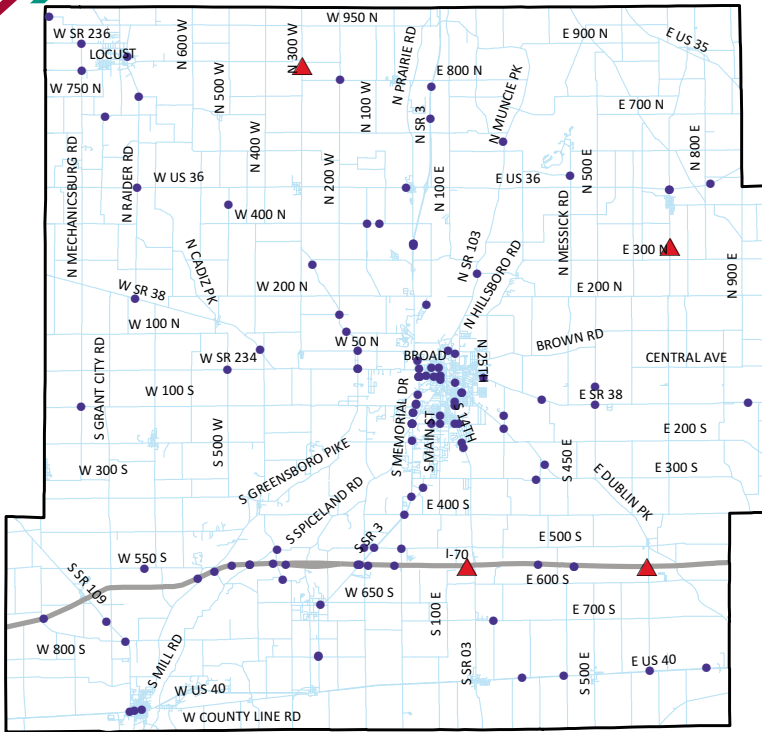 W 950 N
W SR 236
N 600 W
N 300 W
N PRAIRIE RD
E 900 N
E US 35
LOCUST
E 800 N
W 750 N
N 500 W
N 100 W
N SR 3
N MUNCIE PK
E 700 N
N 800 E
N MECHANICSBURG RD
N RAIDER RD
N 400 W
W US 36
N 200 W
N 100 E
E US 36
N 500 E
W 400 N
N MESSICK RD
N CADIZ PK
N SR 103
N HILLSBORO RD
E 300 N
N 900 E
W SR 38
W 200 N
E 200 N
W 100 N
W 50 N
BROAD
N 25TH
BROWN RD
CENTRAL AVE
S GRANT CITY RD
W SR 234
W 100 S
S MEMORIAL DR
S MAIN ST
S 14TH
E SR 38
E 200 S
S 500 W
W 300 S
S GREENSBORO PIKE
S 450 E
E 300 S
E DUBLIN PK
S SPICELAND RD
E 400 S
S SR 3
E 500 S
W 550 S
I-70
E 600 S
S SR 109
W 650 S
S 100 E
E 700 S
W 800 S
S MILL RD
S SR 03
S 500 E
E US 40
W US 40
W COUNTY LINE RD